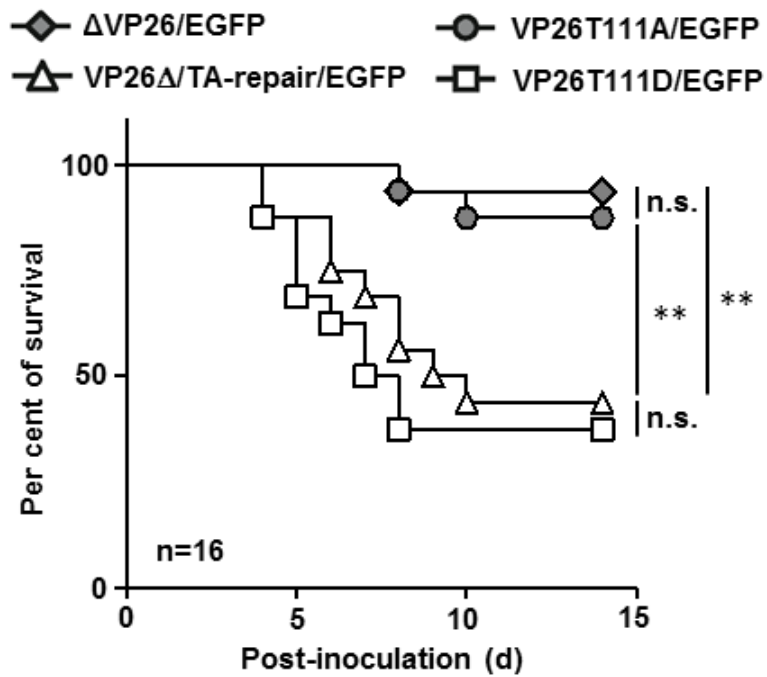 ΔVP26/EGFP
VP26T111A/EGFP
VP26Δ/TA-repair/EGFP
VP26T111D/EGFP
100
50
0
Per cent of survival
n=16
n.s.
**
**
n.s.
0
5
10
15
Post-inoculation (d)